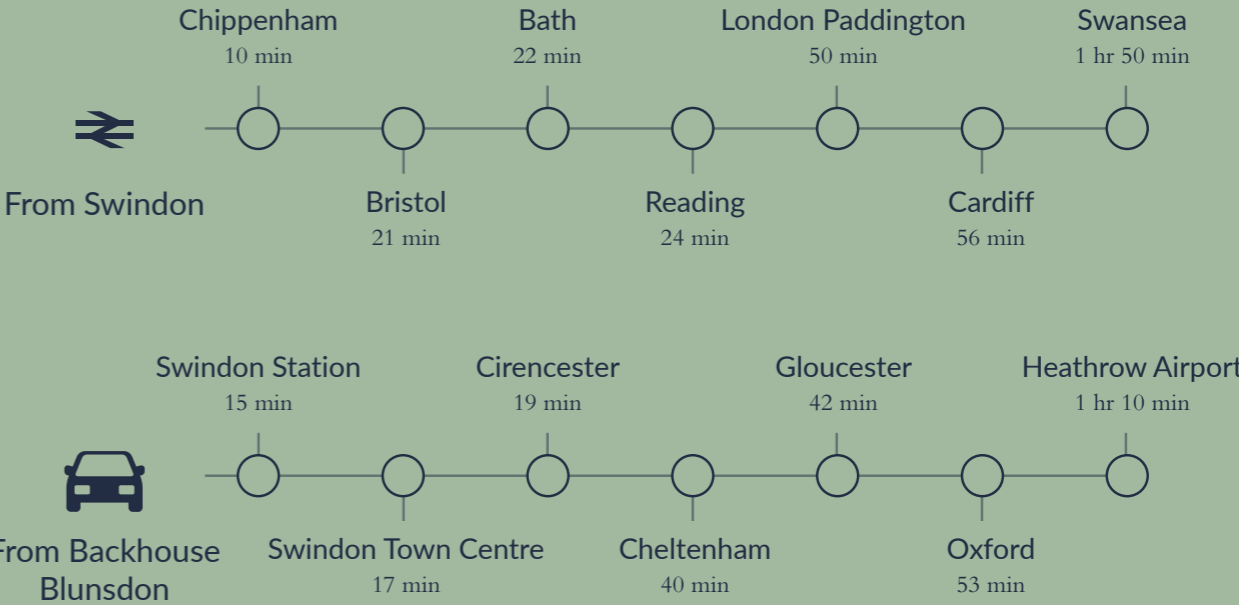 Chippenham
10 min
Bath
22 min
London Paddington
50 min
Swansea
1 hr 50 min
From Swindon
Bristol
21 min
Reading
24 min
Cardiff
56 min
Swindon Station
15 min
Cirencester
19 min
Gloucester
42 min
Heathrow Airport
1 hr 10 min
From Backhouse
Blunsdon
Swindon Town Centre
17 min
Cheltenham
40 min
Oxford
53 min